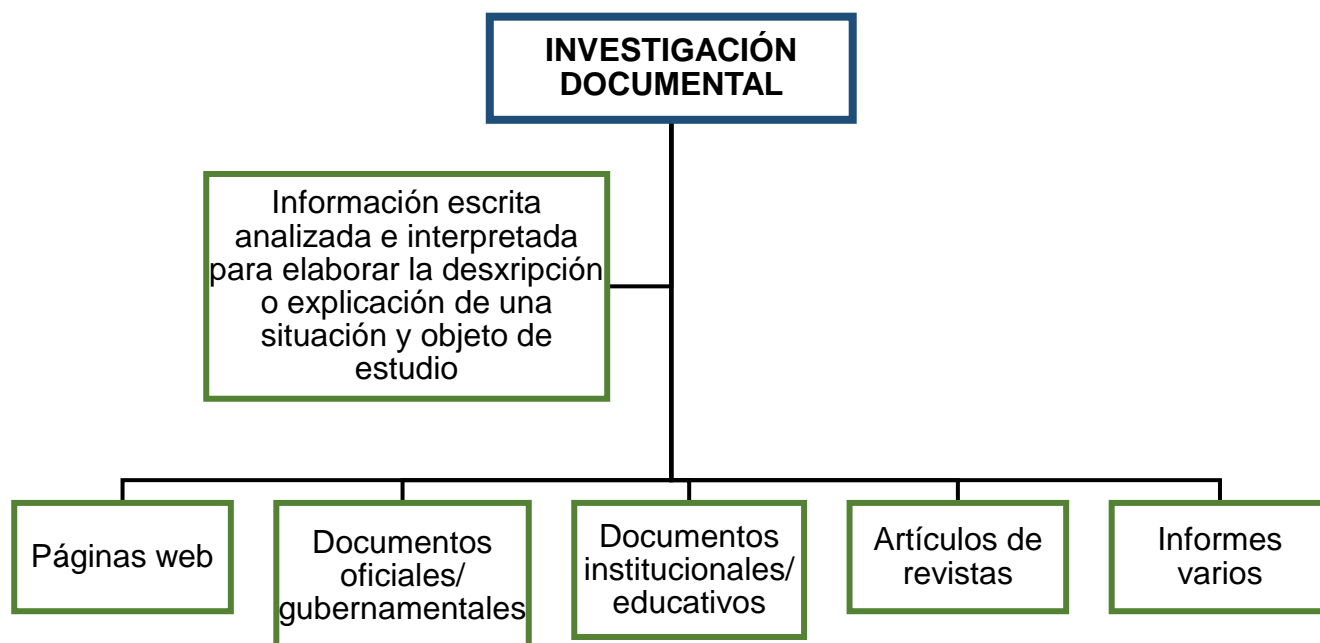 INVESTIGACIÓN
DOCUMENTAL
Información escrita
analizada e interpretada
para elaborar la desxripción
o explicación de una
situación y objeto de
estudio
Páginas web
Documentos
oficiales/
gubernamentales
Documentos
institucionales/
educativos
Artículos de
revistas
Informes
varios